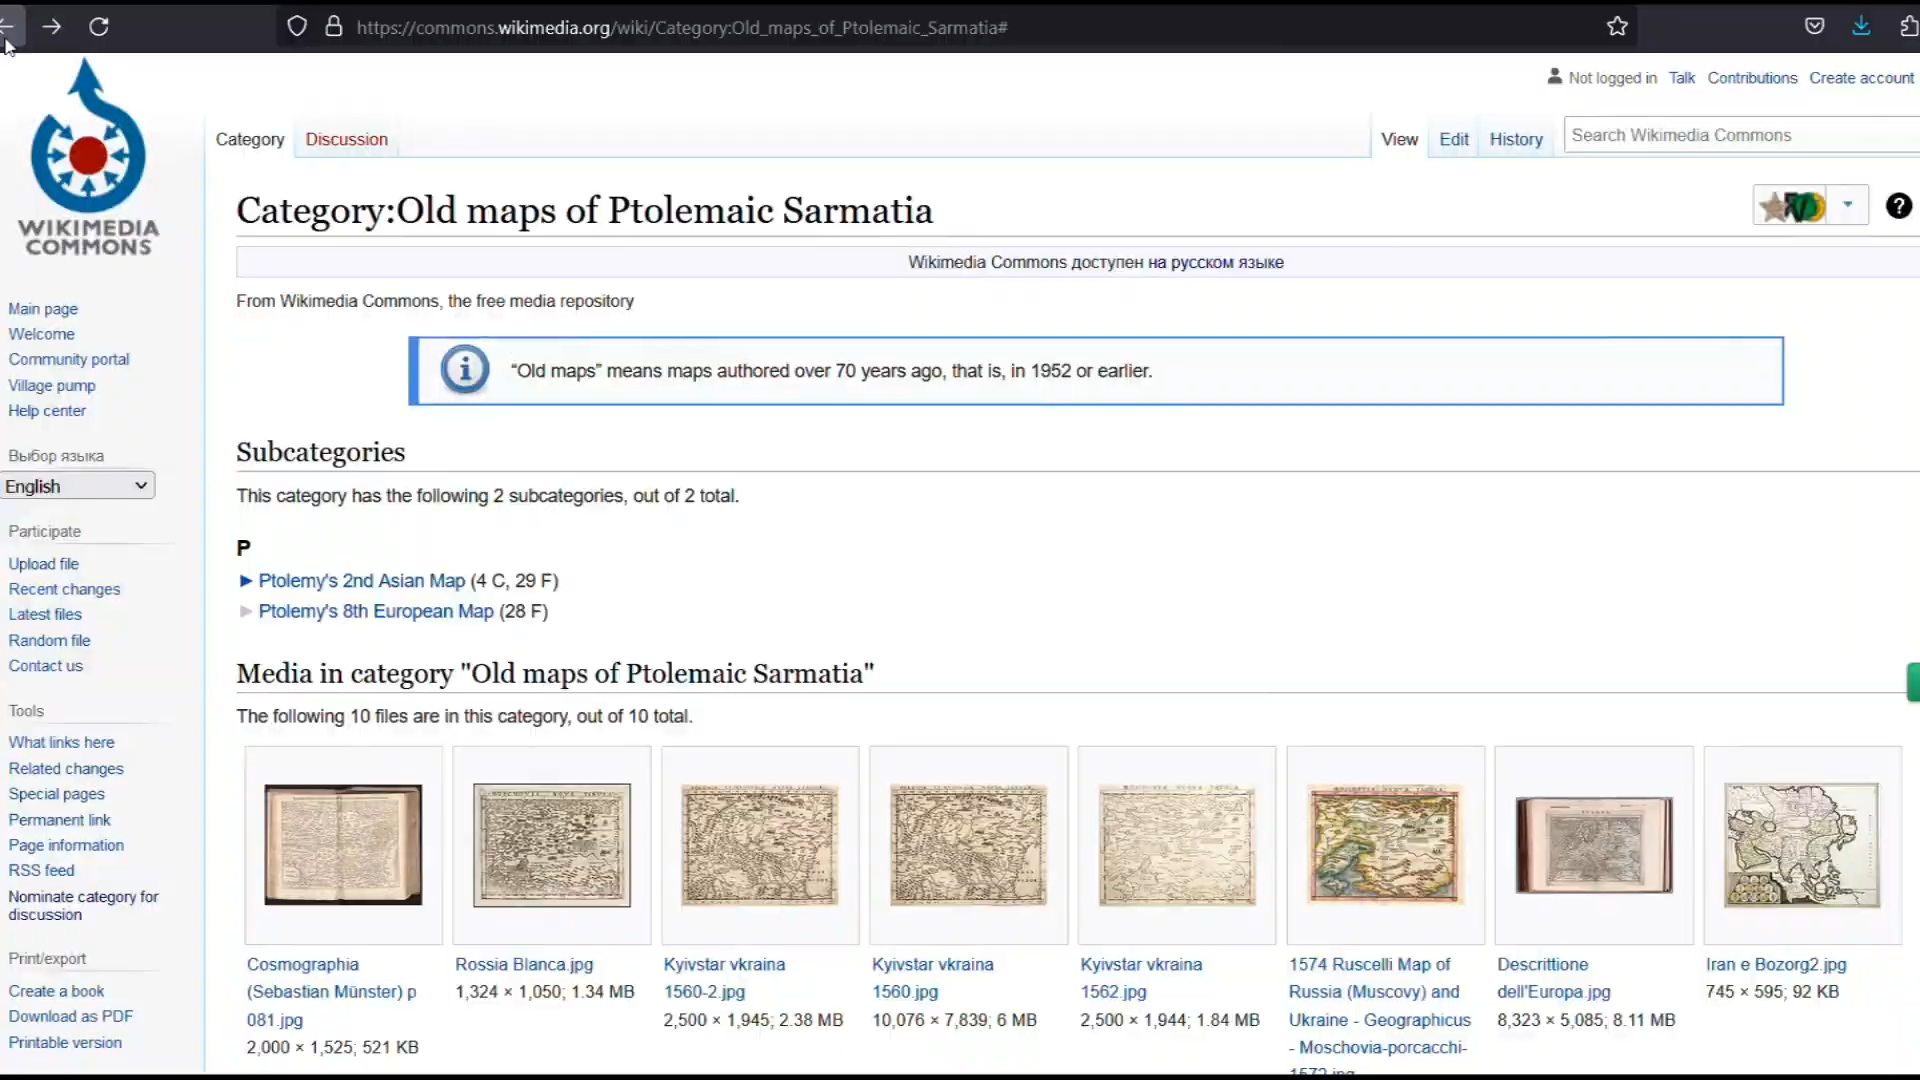 https://commons.wikimedia.org/wiki/Category:Old_maps_of_Ptolemaic_Sarmatia#
Not logged in Talk Contributions Create account
WIKIMEDIA
COMMONS
Category Discussion View Edit History Search Wikimedia Commons
Category:Old maps of Ptolemaic Sarmatia
Wikimedia Commons доступен на русском языке
From Wikimedia Commons, the free media repository
“Old maps” means maps authored over 70 years ago, that is, in 1952 or earlier.
Main page
Welcome
Community portal
Village pump
Help center
Выбор языка
English
Participate
Upload file
Recent changes
Latest files
Random file
Contact us
Tools
What links here
Related changes
Special pages
Permanent link
Page information
RSS feed
Nominate category for
discussion
Print/export
Create a book
Download as PDF
Printable version
Subcategories
This category has the following 2 subcategories, out of 2 total.
P
Ptolemy's 2nd Asian Map (4 C, 29 F)
Ptolemy's 8th European Map (28 F)
Media in category "Old maps of Ptolemaic Sarmatia"
The following 10 files are in this category, out of 10 total.
Cosmographia
(Sebastian Münster) p
081.jpg
2,000 × 1,525; 521 KB
Rossia Blanca.jpg
1,324 × 1,050; 1.34 MB
Kyivstar vkraina
1560-2.jpg
2,500 × 1,945; 2.38 MB
Kyivstar vkraina
1560.jpg
10,076 × 7,839; 6 MB
Kyivstar vkraina
1562.jpg
2,500 × 1,944; 1.84 MB
1574 Ruscelli Map of
Russia (Muscovy) and
Ukraine - Geographicus
- Moschovia-porcacchi-
1572.jpg
Descrittione
dell'Europa.jpg
8,323 × 5,085; 8.11 MB
Iran e Bozorg2.jpg
745 × 595; 92 KB